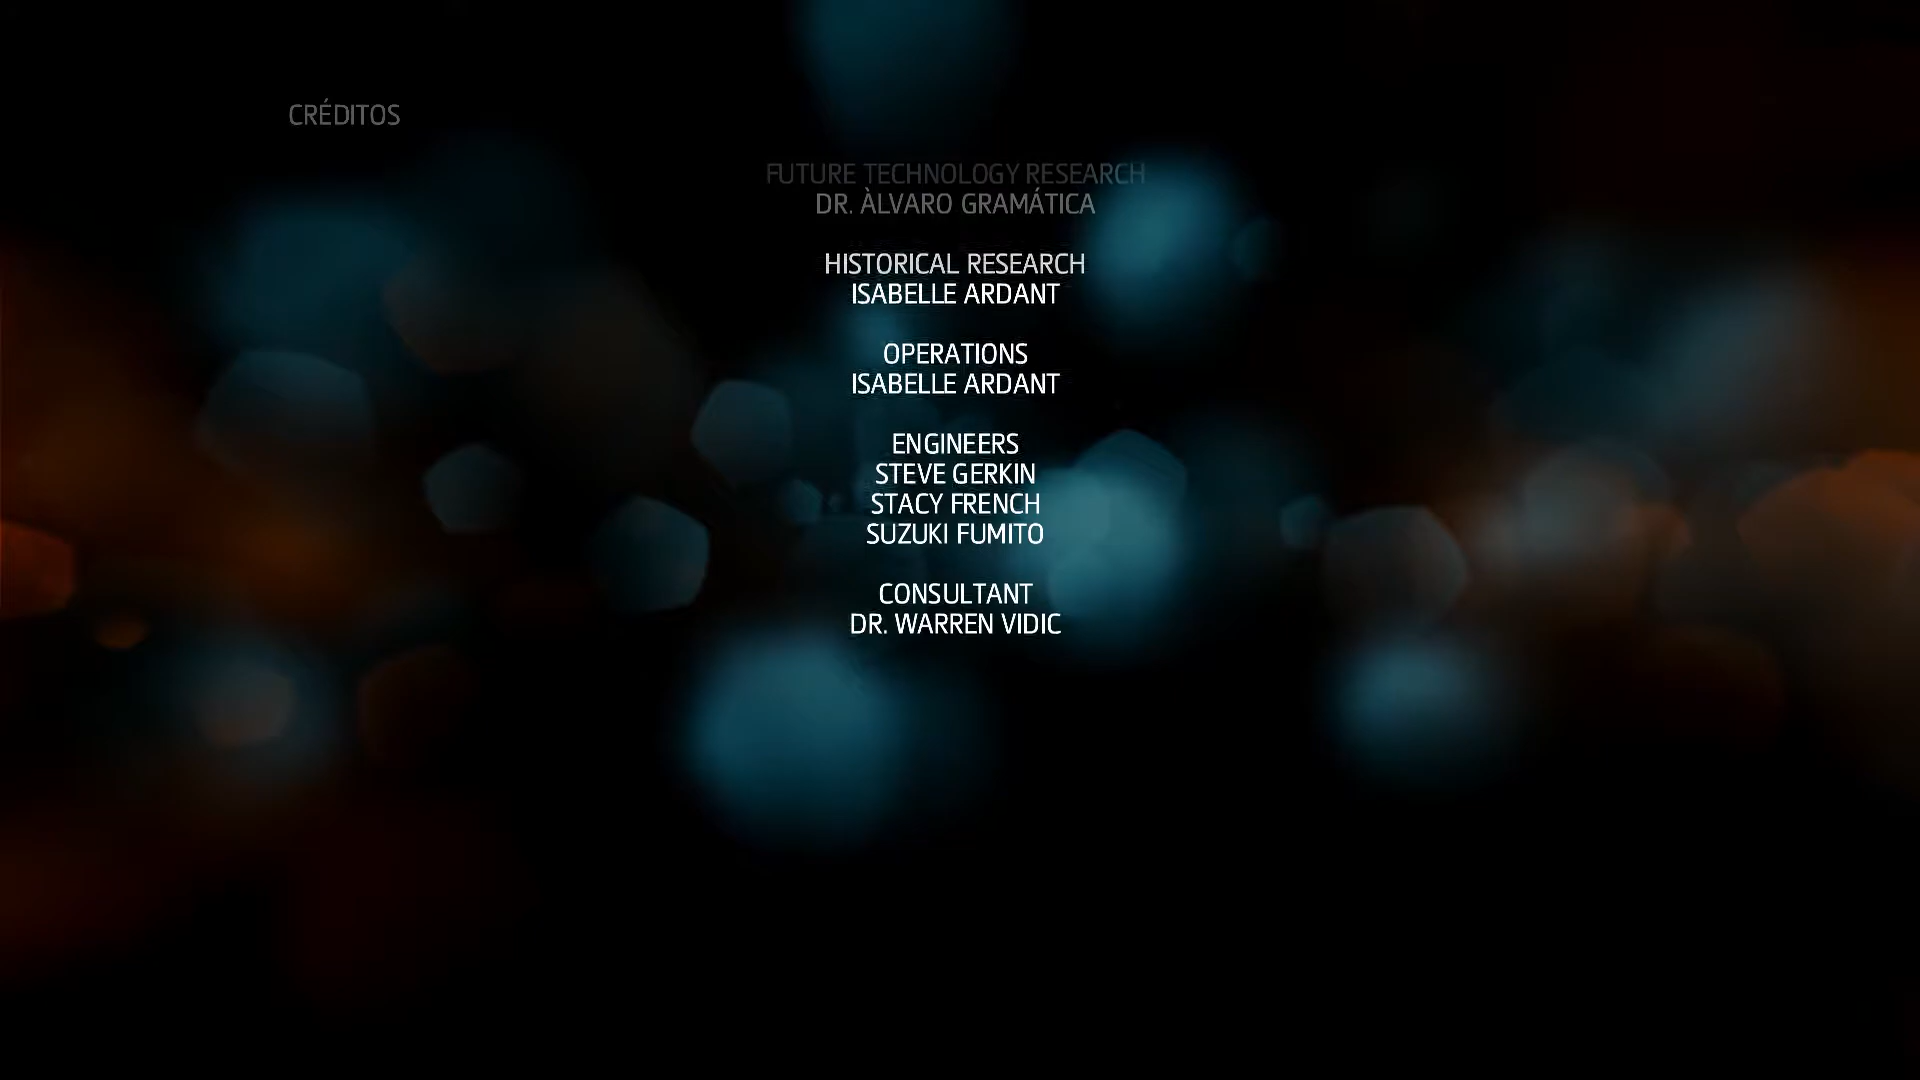 CRÉDITOS
FUTURE TECHNOLOGY RESEARCH
DR. ÀLVARO GRAMÁTICA
HISTORICAL RESEARCH
ISABELLE ARDANT
OPERATIONS
ISABELLE ARDANT
ENGINEERS
STEVE GERKIN
STACY FRENCH
SUZUKI FUMITO
CONSULTANT
DR. WARREN VIDIC